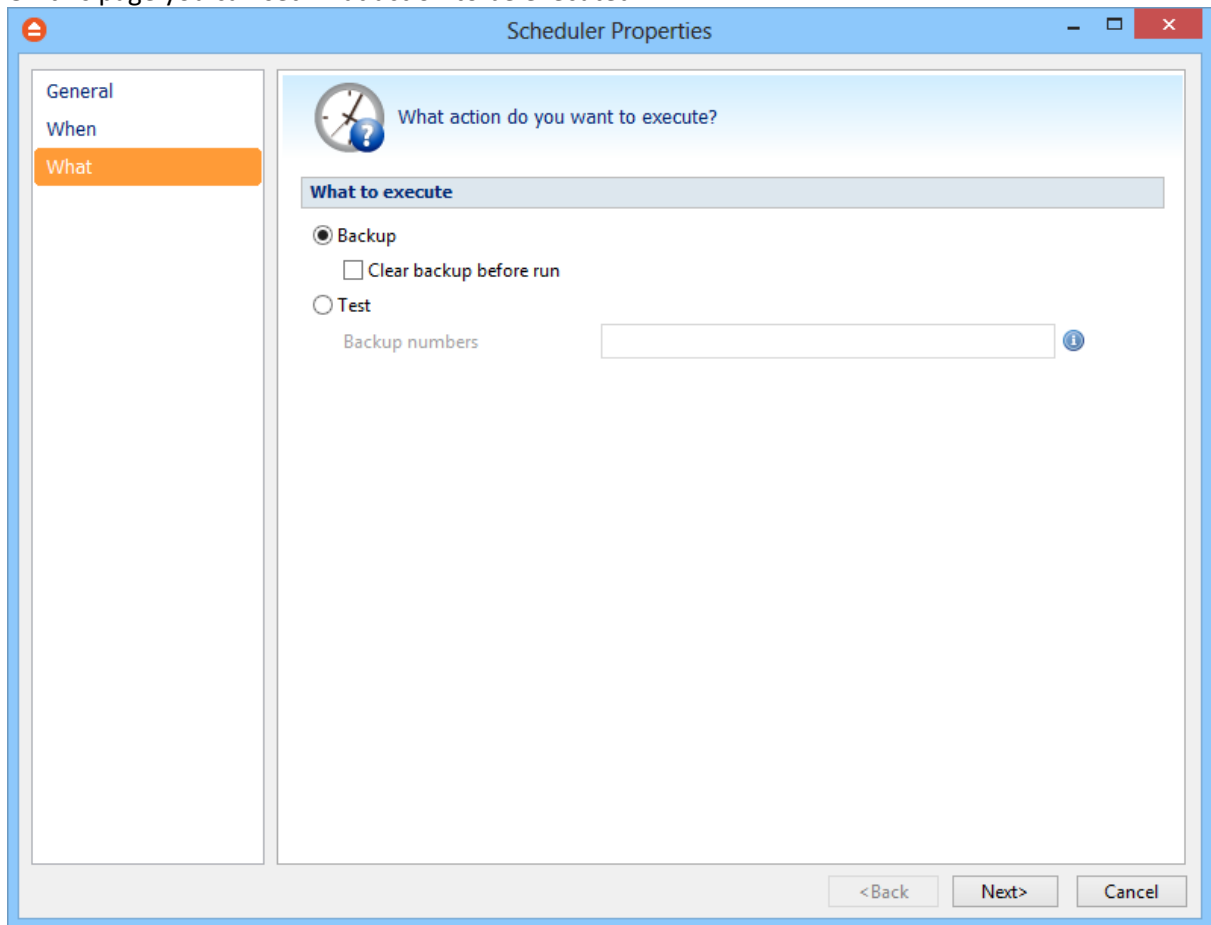 Scheduler Properties
General
When
What
What action do you want to execute?
What to execute
Backup
Clear backup before run
Test
Backup numbers
<Back
Next>
Cancel